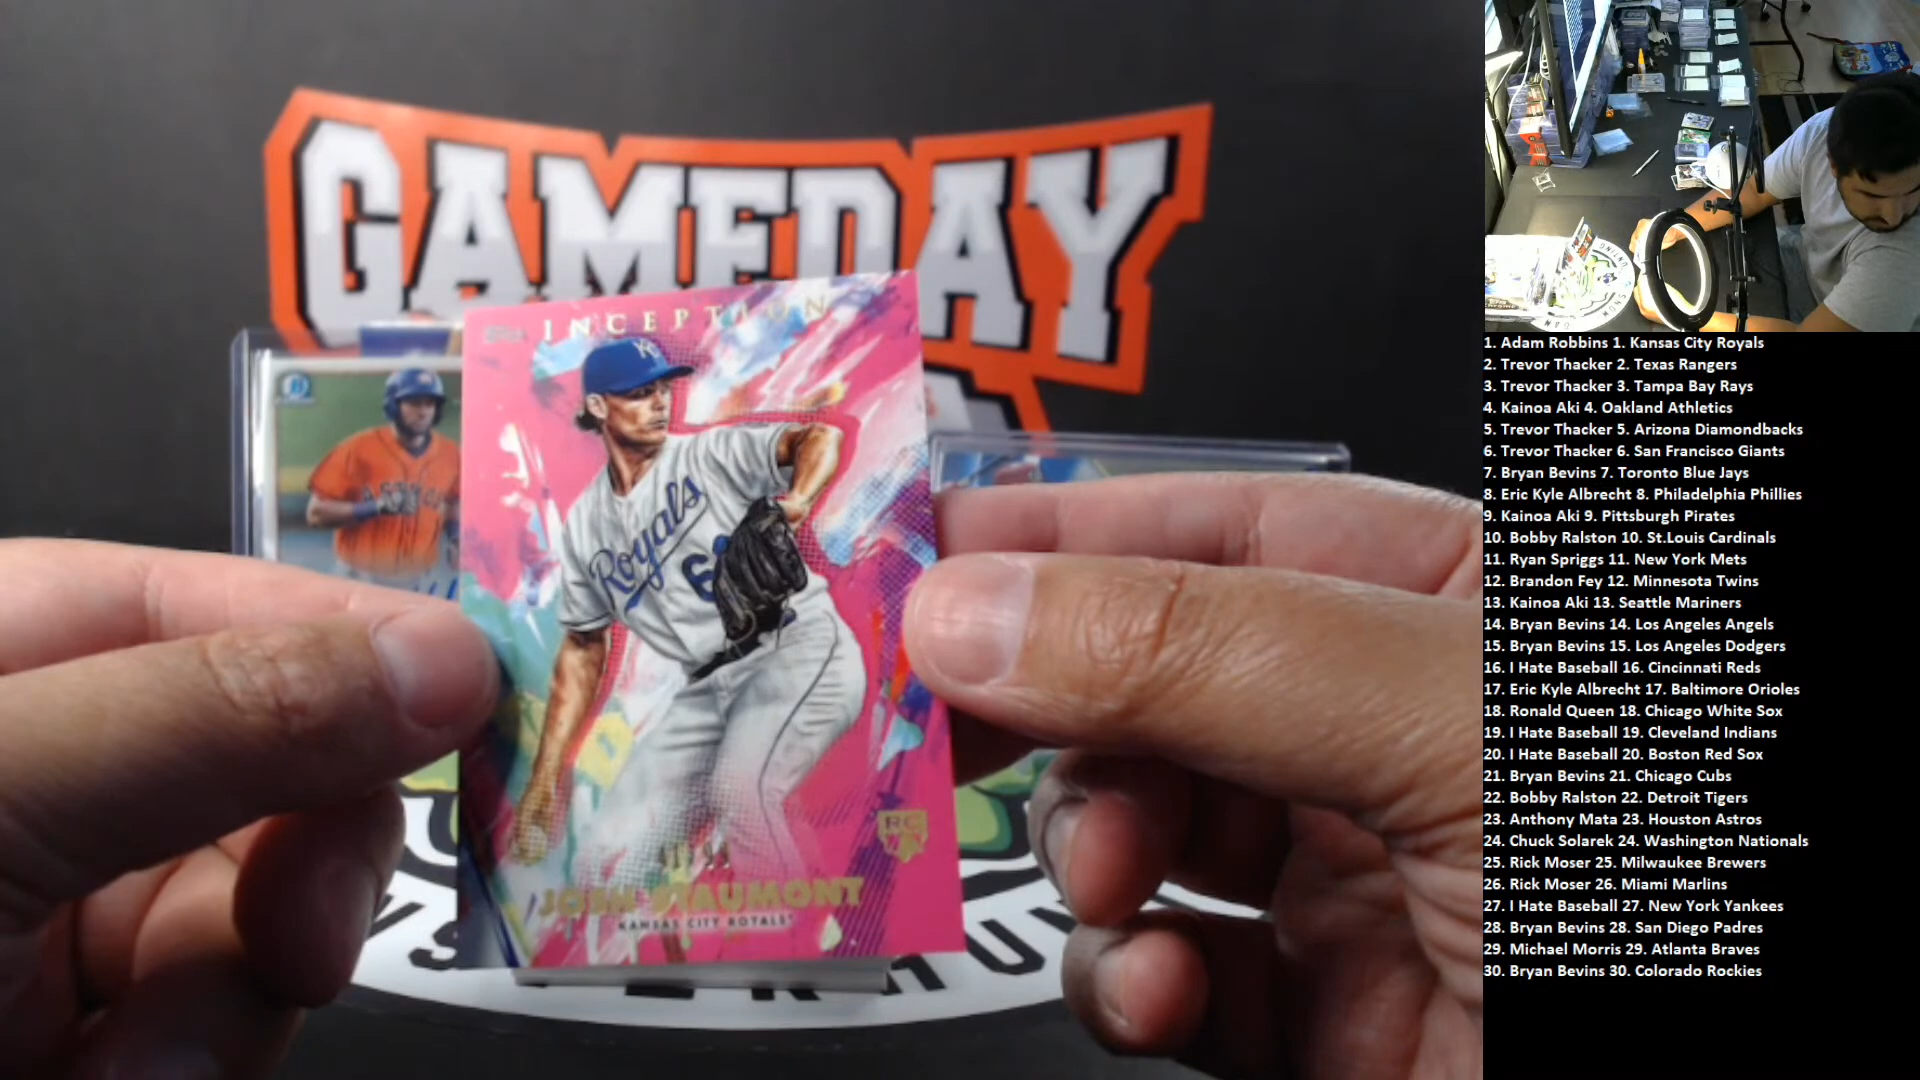 GAMEDAY
INCEPTION
Royals
RC
JOSH STAUMONT
KANSAS CITY ROYALS
1. Adam Robbins 1. Kansas City Royals
2. Trevor Thacker 2. Texas Rangers
3. Trevor Thacker 3. Tampa Bay Rays
4. Kainoa Aki 4. Oakland Athletics
5. Trevor Thacker 5. Arizona Diamondbacks
6. Trevor Thacker 6. San Francisco Giants
7. Bryan Bevins 7. Toronto Blue Jays
8. Eric Kyle Albrecht 8. Philadelphia Phillies
9. Kainoa Aki 9. Pittsburgh Pirates
10. Bobby Ralston 10. St.Louis Cardinals
11. Ryan Spriggs 11. New York Mets
12. Brandon Fey 12. Minnesota Twins
13. Kainoa Aki 13. Seattle Mariners
14. Bryan Bevins 14. Los Angeles Angels
15. Bryan Bevins 15. Los Angeles Dodgers
16. I Hate Baseball 16. Cincinnati Reds
17. Eric Kyle Albrecht 17. Baltimore Orioles
18. Ronald Queen 18. Chicago White Sox
19. I Hate Baseball 19. Cleveland Indians
20. I Hate Baseball 20. Boston Red Sox
21. Bryan Bevins 21. Chicago Cubs
22. Bobby Ralston 22. Detroit Tigers
23. Anthony Mata 23. Houston Astros
24. Chuck Solarek 24. Washington Nationals
25. Rick Moser 25. Milwaukee Brewers
26. Rick Moser 26. Miami Marlins
27. I Hate Baseball 27. New York Yankees
28. Bryan Bevins 28. San Diego Padres
29. Michael Morris 29. Atlanta Braves
30. Bryan Bevins 30. Colorado Rockies